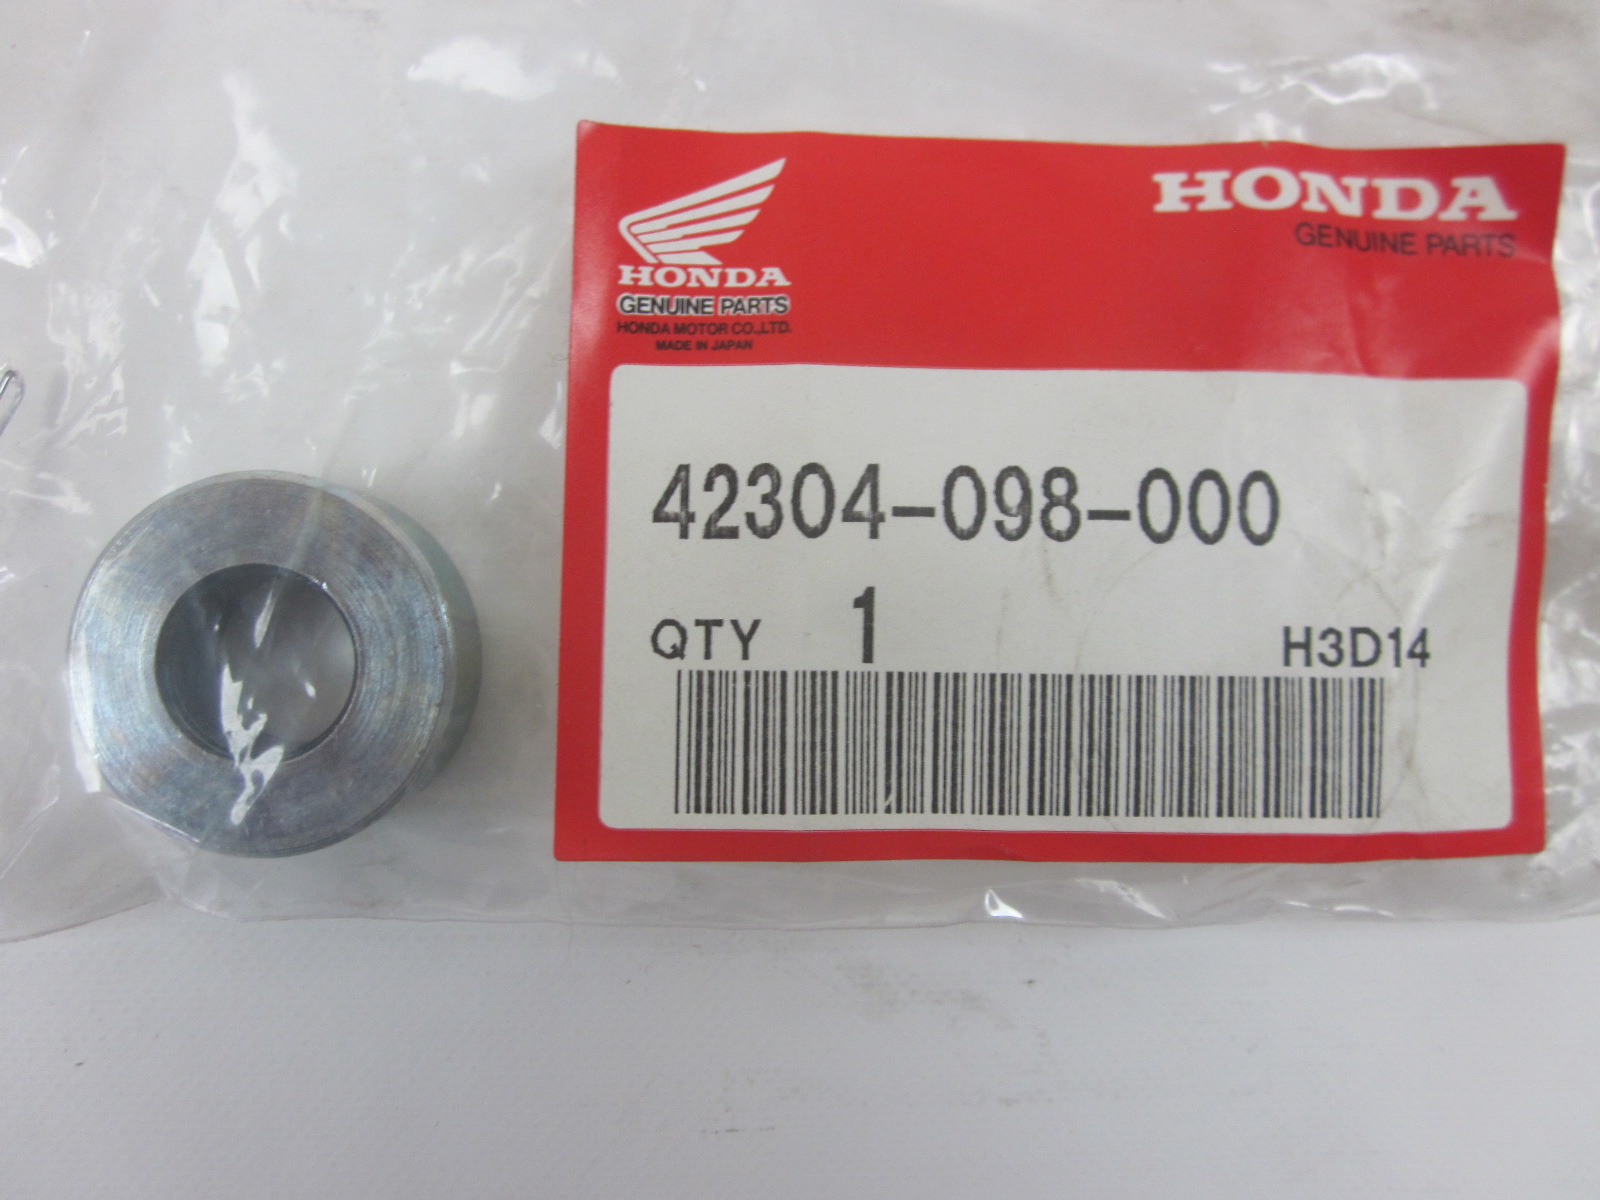 HONDA
GENUINE PARTS
HONDA MOTOR CO.,LTD.
MADE IN JAPAN
HONDA
GENUINE PARTS
42304-098-000
QTY 1 H3D14